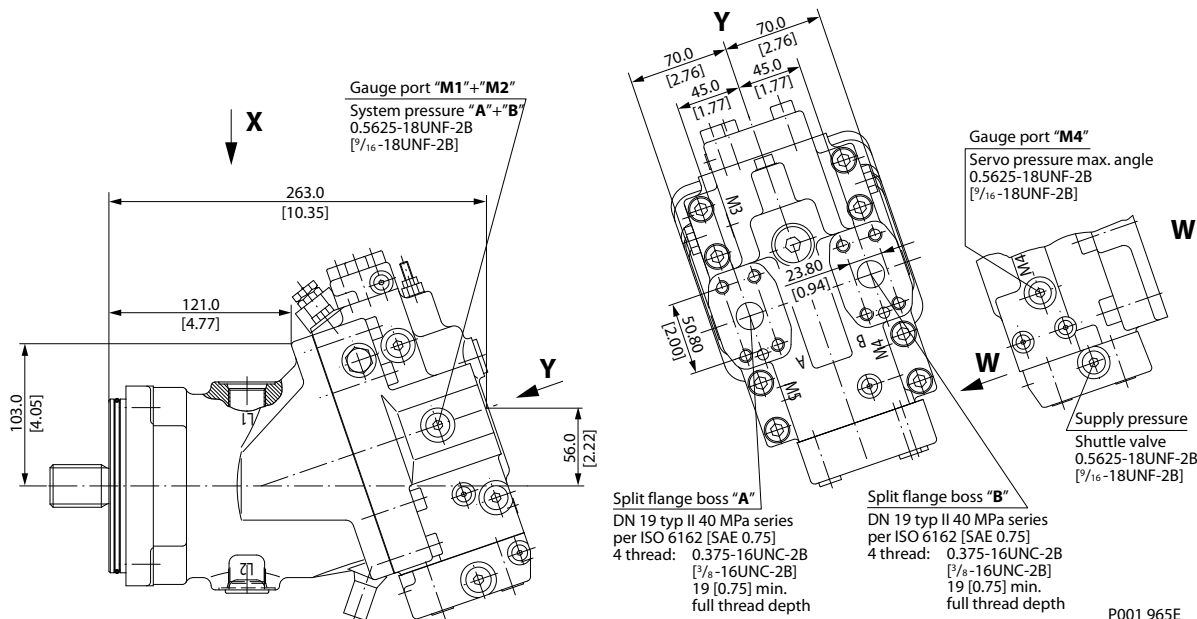 Gauge port "M1"+"M2"
System pressure "A"+"B"
0.5625-18UNF-2B
[9/16-18UNF-2B]
X
263.0
[10.35]
121.0
[4.77]
103.0
[4.05]
L1
L2
Y
56.0
[2.22]
Y
70.0
[2.76]
70.0
[2.76]
45.0
[1.77]
45.0
[1.77]
M3
23.80
[0.94]
50.80
[2.00]
A
B
M4
M5
W
Split flange boss "A"
DN 19 typ II 40 MPa series
per ISO 6162 [SAE 0.75]
4 thread: 0.375-16UNC-2B
[3/8-16UNC-2B]
19 [0.75] min.
full thread depth
Split flange boss "B"
DN 19 typ II 40 MPa series
per ISO 6162 [SAE 0.75]
4 thread: 0.375-16UNC-2B
[3/8-16UNC-2B]
19 [0.75] min.
full thread depth
Gauge port "M4"
Servo pressure max. angle
0.5625-18UNF-2B
[9/16-18UNF-2B]
W
M4
Supply pressure
Shuttle valve
0.5625-18UNF-2B
[9/16-18UNF-2B]
P001 965E